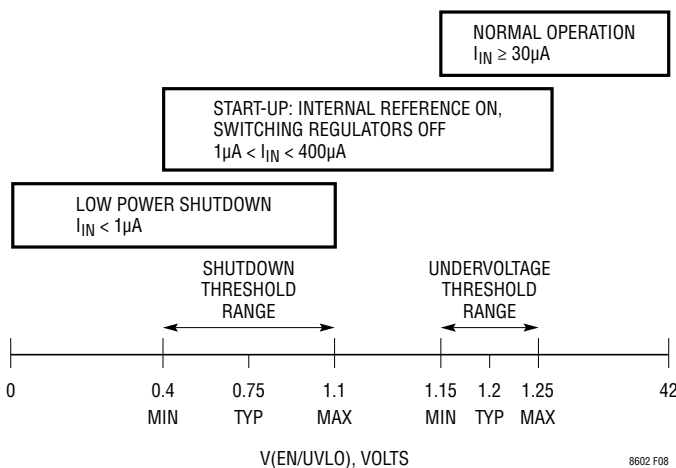 NORMAL OPERATION
I_IN ≥ 30µA
START-UP: INTERNAL REFERENCE ON,
SWITCHING REGULATORS OFF
1µA < I_IN < 400µA
LOW POWER SHUTDOWN
I_IN < 1µA
SHUTDOWN
THRESHOLD
RANGE
UNDERVOLTAGE
THRESHOLD
RANGE
0 0.4 0.75 1.1 1.15 1.2 1.25 42
MIN TYP MAX MIN TYP MAX
V(EN/UVLO), VOLTS
8602 F08